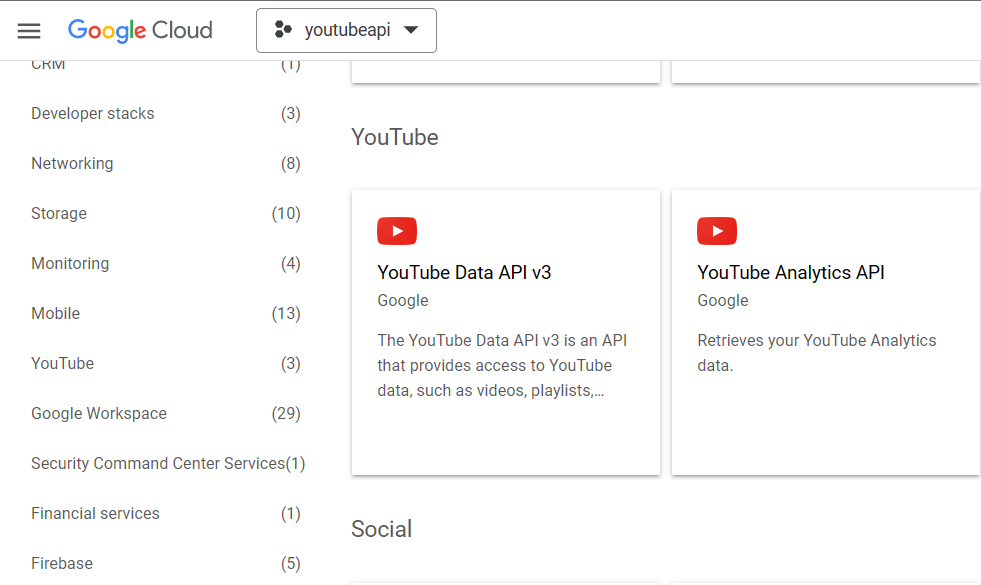 Google Cloud
youtubeapi
CRM (1)
Developer stacks (3)
Networking (8)
Storage (10)
Monitoring (4)
Mobile (13)
YouTube (3)
Google Workspace (29)
Security Command Center Services(1)
Financial services (1)
Firebase (5)
YouTube
YouTube Data API v3
Google
The YouTube Data API v3 is an API
that provides access to YouTube
data, such as videos, playlists,...
YouTube Analytics API
Google
Retrieves your YouTube Analytics
data.
Social